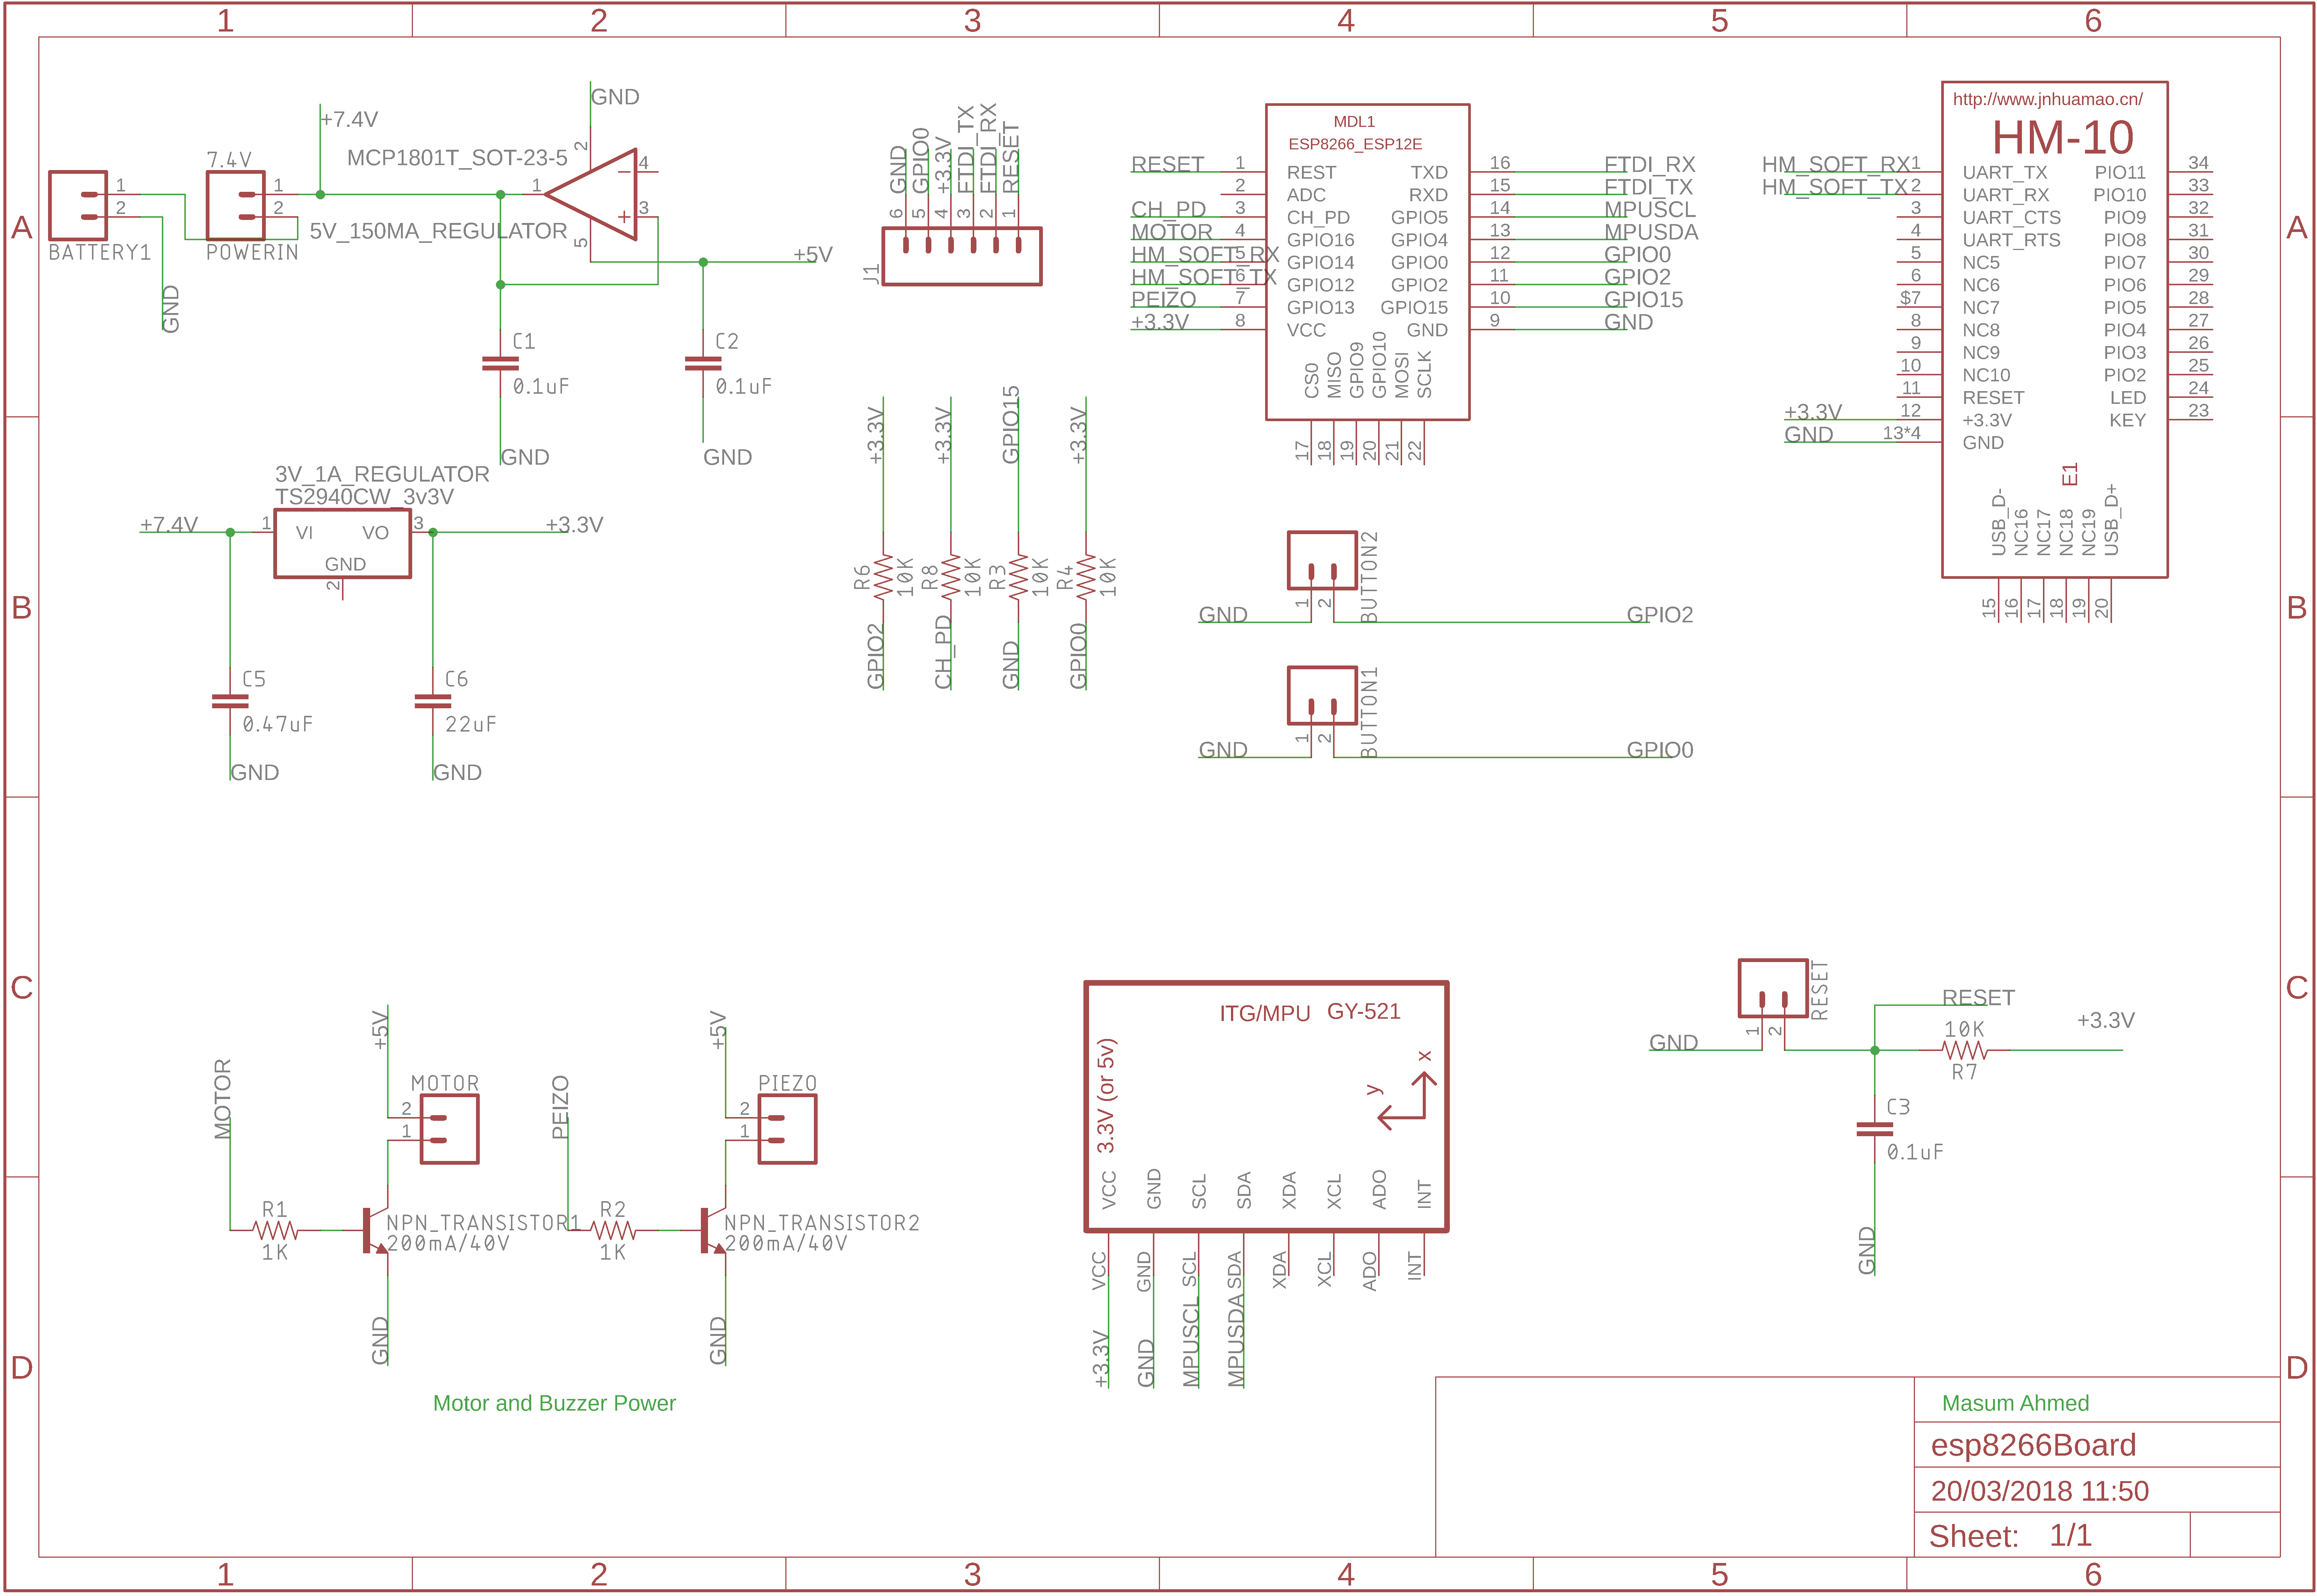 1 2 3 4 5 6
A A
B B
C C
D D
+7.4V
7.4V
1
2
BATTERY1
GND
1
2
POWERIN
MCP1801T_SOT-23-5
5V_150MA_REGULATOR
GND
2
1
4
3
5
+5V
C1
0.1uF
GND
C2
0.1uF
GND
3V_1A_REGULATOR
TS2940CW_3v3V
+7.4V
1
VI
VO
3
GND
2
+3.3V
C5
0.47uF
GND
C6
22uF
GND
GND
GPIO0
+3.3V
FTDI_TX
FTDI_RX
RESET
6
5
4
3
2
1
J1
+3.3V
R6
10K
GPIO2
+3.3V
R8
10K
CH_PD
GPIO15
R3
10K
GND
+3.3V
R4
10K
GPIO0
MDL1
ESP8266_ESP12E
RESET 1 REST TXD 16 FTDI_RX
2 ADC RXD 15 FTDI_TX
CH_PD 3 CH_PD GPIO5 14 MPUSCL
MOTOR 4 GPIO16 GPIO4 13 MPUSDA
HM_SOFT_RX 5 GPIO14 GPIO0 12 GPIO0
HM_SOFT_TX 6 GPIO12 GPIO2 11 GPIO2
PEIZO 7 GPIO13 GPIO15 10 GPIO15
+3.3V 8 VCC GND 9 GND
CS0
MISO
GPIO9
GPIO10
MOSI
SCLK
17
18
19
20
21
22
BUTTON2
1
2
GND
GPIO2
BUTTON1
1
2
GND
GPIO0
http://www.jnhuamao.cn/
HM-10
HM_SOFT_RX 1 UART_TX PIO11 34
HM_SOFT_TX 2 UART_RX PIO10 33
3 UART_CTS PIO9 32
4 UART_RTS PIO8 31
5 NC5 PIO7 30
6 NC6 PIO6 29
$7 NC7 PIO5 28
8 NC8 PIO4 27
9 NC9 PIO3 26
10 NC10 PIO2 25
11 RESET LED 24
+3.3V 12 +3.3V KEY 23
GND 13*4 GND
E1
USB_D-
NC16
NC17
NC18
NC19
USB_D+
15
16
17
18
19
20
MOTOR
R1
1K
+5V
MOTOR
2
1
NPN_TRANSISTOR1
200mA/40V
GND
PEIZO
R2
1K
+5V
PIEZO
2
1
NPN_TRANSISTOR2
200mA/40V
GND
Motor and Buzzer Power
ITG/MPU GY-521
3.3V (or 5v)
x
y
VCC
GND
SCL
SDA
XDA
XCL
ADO
INT
VCC
GND
SCL
SDA
XDA
XCL
ADO
INT
+3.3V
GND
MPUSCL
MPUSDA
RESET
1
2
GND
RESET
10K
R7
+3.3V
C3
0.1uF
GND
Masum Ahmed
esp8266Board
20/03/2018 11:50
Sheet: 1/1
1 2 3 4 5 6